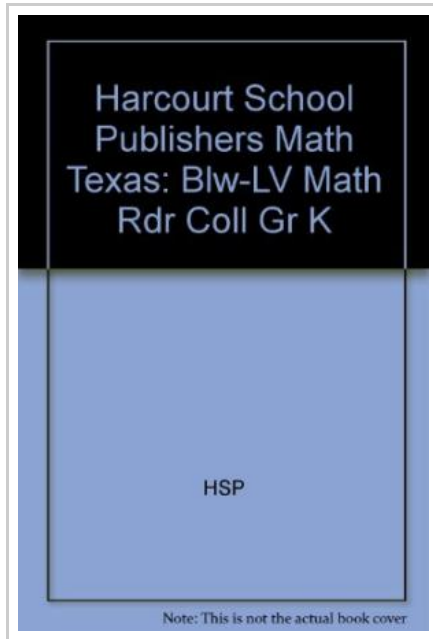 Harcourt School
Publishers Math
Texas: Blw-LV Math
Rdr Coll Gr K
HSP
Note: This is not the actual book cover